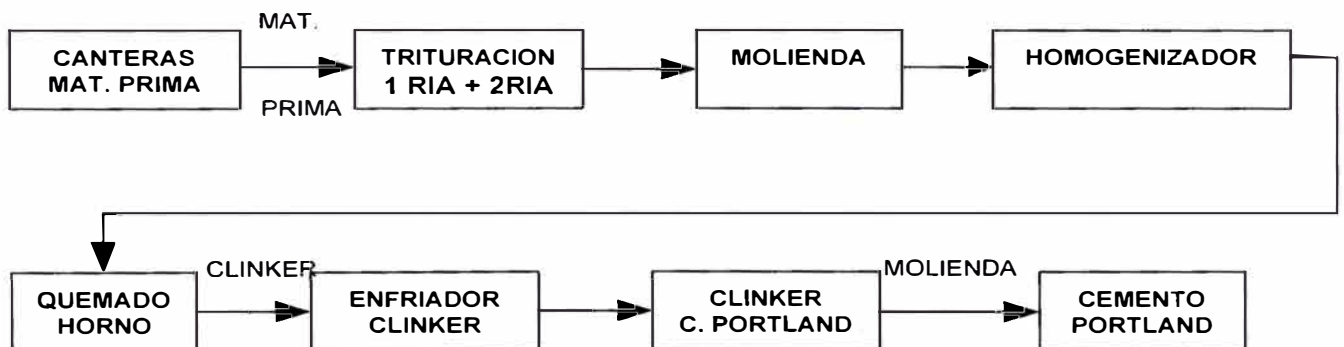 MAT.
CANTERAS
MAT. PRIMA
PRIMA
TRITURACION
1 RIA + 2RIA
MOLIENDA
HOMOGENIZADOR
QUEMADO
HORNO
CLINKER
ENFRIADOR
CLINKER
CLINKER
C. PORTLAND
MOLIENDA
CEMENTO
PORTLAND